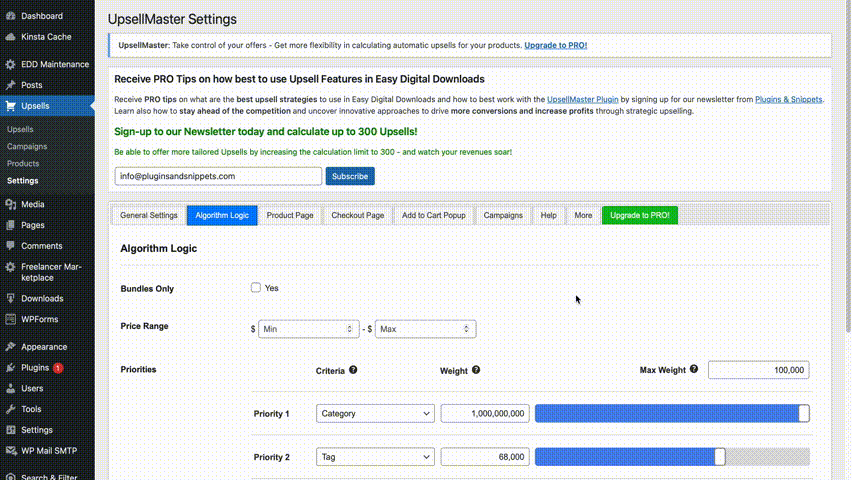 Dashboard
Kinsta Cache
EDD Maintenance
Posts
Upsells
Upsells
Campaigns
Products
Settings
Media
Pages
Comments
Freelancer Mar-
ketplace
Downloads
WPForms
Appearance
Plugins 1
Users
Tools
Settings
WP Mail SMTP
Search & Filter
UpsellMaster Settings
UpsellMaster: Take control of your offers - Get more flexibility in calculating automatic upsells for your products. Upgrade to PRO!
Receive PRO Tips on how best to use Upsell Features in Easy Digital Downloads
Receive PRO tips on what are the best upsell strategies to use in Easy Digital Downloads and how to best work with the UpsellMaster Plugin by signing up for our newsletter from Plugins & Snippets.
Learn also how to stay ahead of the competition and uncover innovative approaches to drive more conversions and increase profits through strategic upselling.
Sign-up to our Newsletter today and calculate up to 300 Upsells!
Be able to offer more tailored Upsells by increasing the calculation limit to 300 - and watch your revenues soar!
info@pluginsandsnippets.com Subscribe
General Settings Algorithm Logic Product Page Checkout Page Add to Cart Popup Campaigns Help More Upgrade to PRO!
Algorithm Logic
Bundles Only Yes
Price Range $ Min - $ Max
Priorities Criteria ? Weight ? Max Weight ? 100,000
Priority 1 Category 1,000,000,000
Priority 2 Tag 68,000